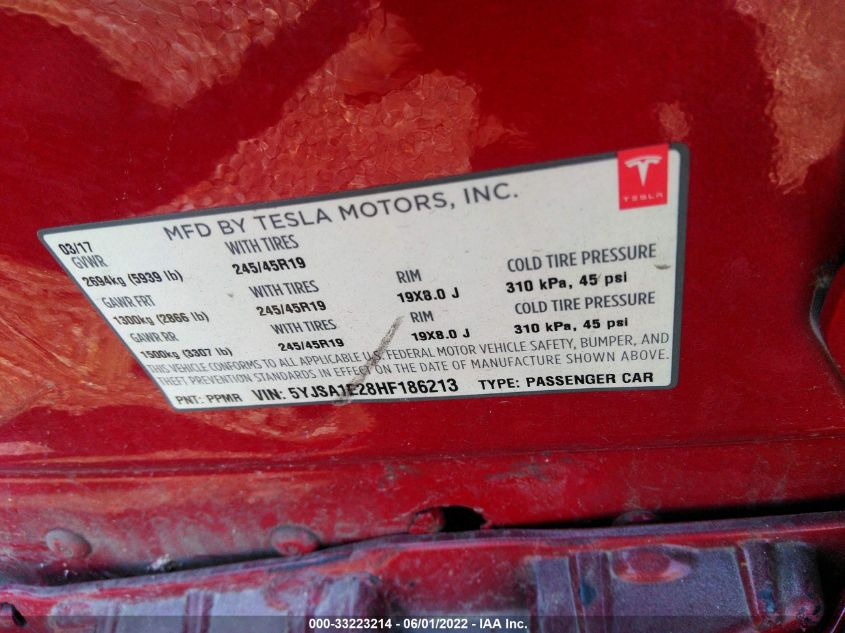 MFD BY TESLA MOTORS, INC.
TESLA
03/17
GVWR WITH TIRES
2694kg (5939 lb) 245/45R19
GAWR FRT WITH TIRES RIM COLD TIRE PRESSURE
1300kg (2866 lb) 245/45R19 19X8.0 J 310 kPa, 45 psi
GAWR RR WITH TIRES RIM COLD TIRE PRESSURE
1500kg (3307 lb) 245/45R19 19X8.0 J 310 kPa, 45 psi
THIS VEHICLE CONFORMS TO ALL APPLICABLE U.S. FEDERAL MOTOR VEHICLE SAFETY, BUMPER, AND
THEFT PREVENTION STANDARDS IN EFFECT ON THE DATE OF MANUFACTURE SHOWN ABOVE.
PNT: PPMR VIN: 5YJSA1E28HF186213 TYPE: PASSENGER CAR
000-33223214 - 06/01/2022 - IAA Inc.